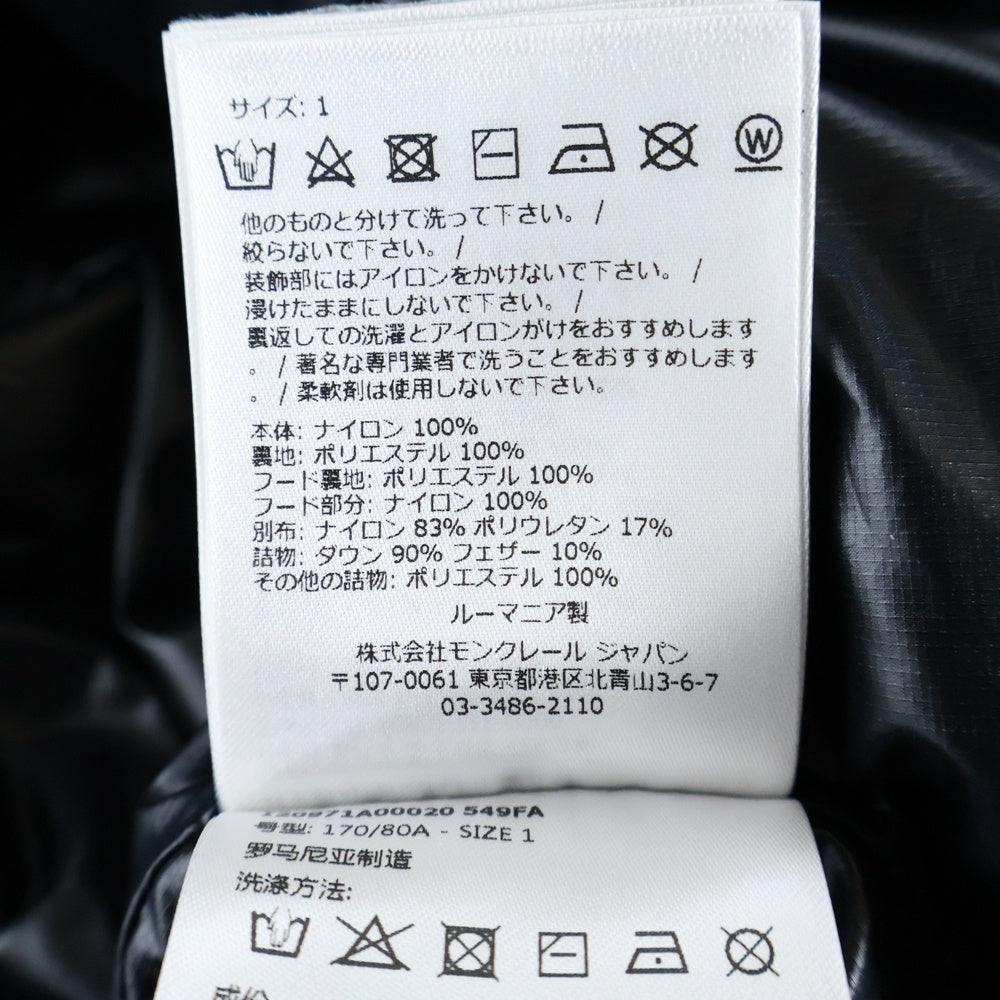 サイズ: 1
W
他のものと分けて洗って下さい。 /
絞らないで下さい。 /
装飾部にはアイロンをかけないで下さい。 /
浸けたままにしないで下さい。 /
裏返しての洗濯とアイロンがけをおすすめします
。 / 著名な専門業者で洗うことをおすすめします
。 / 柔軟剤は使用しないで下さい。
本体: ナイロン 100%
裏地: ポリエステル 100%
フード裏地: ポリエステル 100%
フード部分: ナイロン 100%
別布: ナイロン 83% ポリウレタン 17%
詰物: ダウン 90% フェザー 10%
その他の詰物: ポリエステル 100%
ルーマニア製
株式会社モンクレール ジャパン
〒107-0061 東京都港区北青山3-6-7
03-3486-2110
549FA
号型: 170/80A - SIZE 1
罗马尼亚制造
洗涤方法: